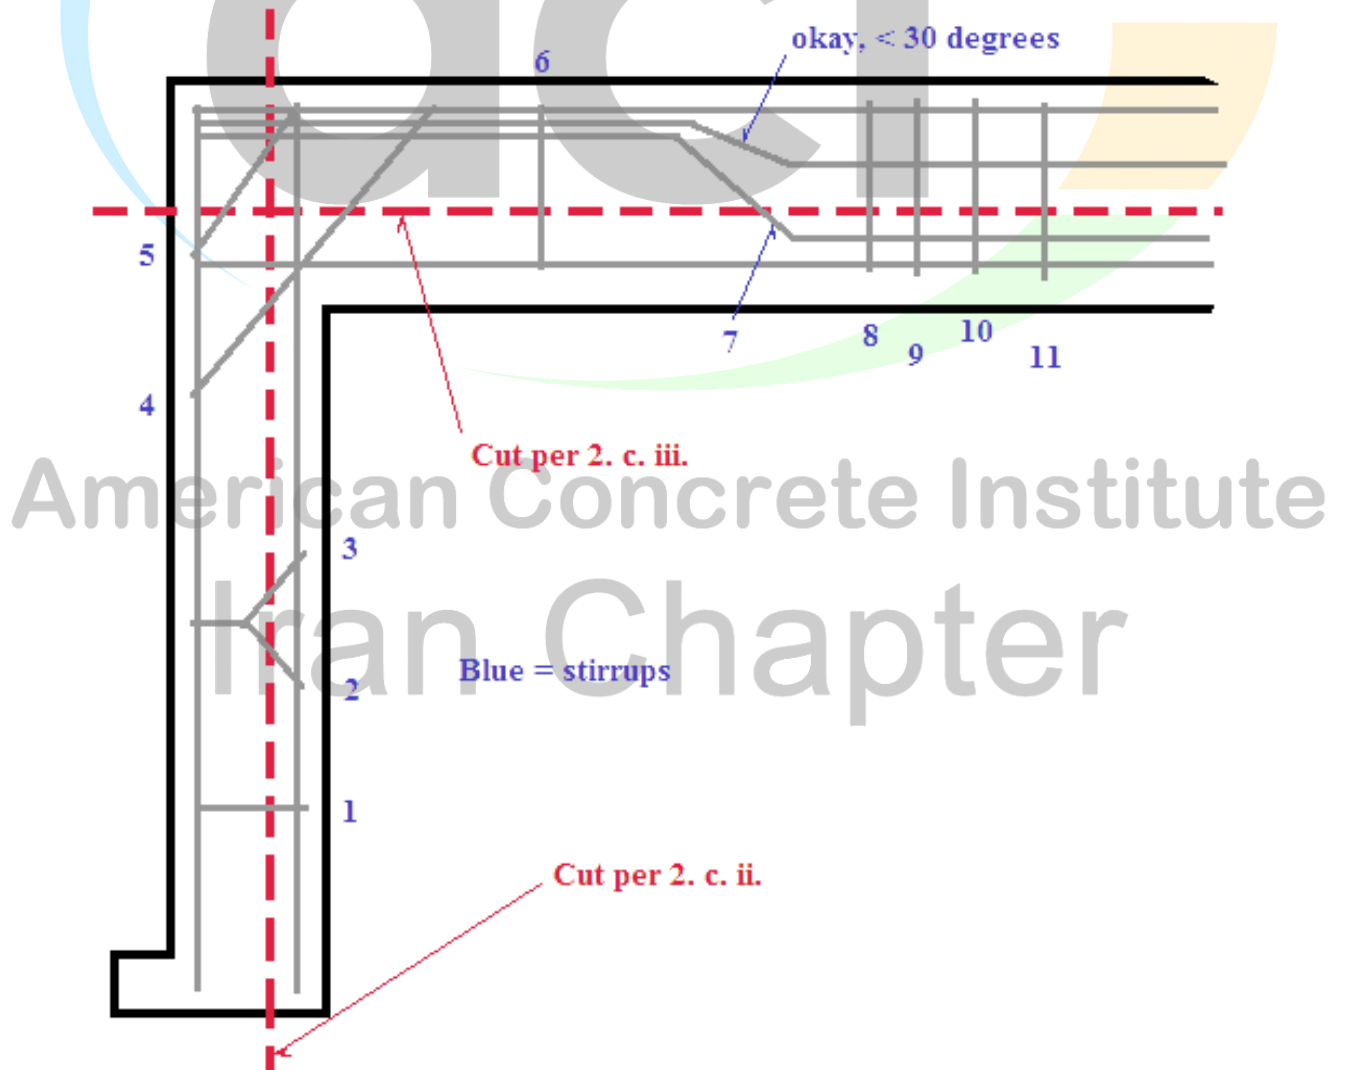 aci
okay, < 30 degrees
6
5
7
8
9
10
11
4
Cut per 2. c. iii.
American Concrete Institute
3
Iran Chapter
Blue = stirrups
2
1
Cut per 2. c. ii.